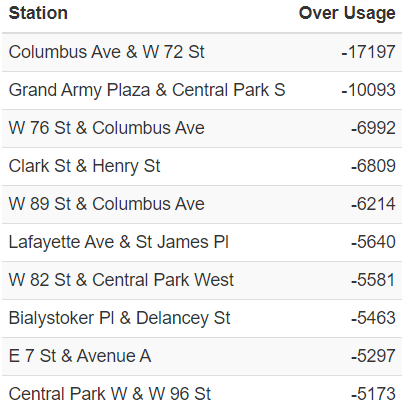 Station Over Usage
Columbus Ave & W 72 St -17197
Grand Army Plaza & Central Park S -10093
W 76 St & Columbus Ave -6992
Clark St & Henry St -6809
W 89 St & Columbus Ave -6214
Lafayette Ave & St James Pl -5640
W 82 St & Central Park West -5581
Bialystoker Pl & Delancey St -5463
E 7 St & Avenue A -5297
Central Park W & W 96 St -5173